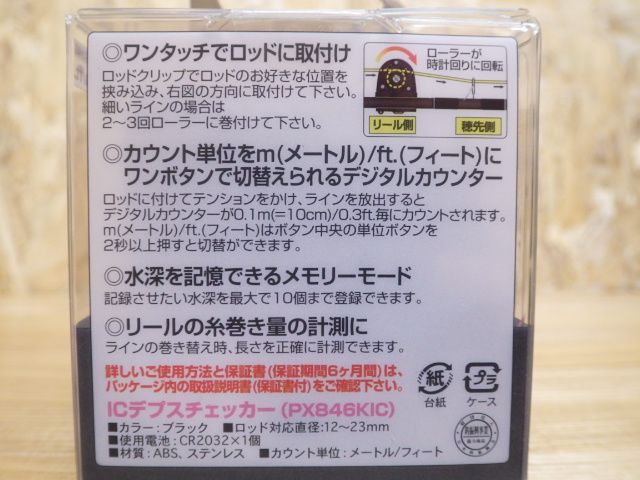 ◎ワンタッチでロッドに取付け
ロッドクリップでロッドのお好きな位置を
挟み込み、右図の方向に取付けて下さい。
細いラインの場合は
2～3回ローラーに巻付けて下さい。
ローラーが
時計回りに回転
リール側
穂先側
◎カウント単位をm(メートル)/ft.(フィート)に
ワンボタンで切替えられるデジタルカウンター
ロッドに付けてテンションをかけ、ラインを放出すると
デジタルカウンターが0.1m(=10cm)/0.3ft.毎にカウントされます。
m(メートル)/ft.(フィート)はボタン中央の単位ボタンを
2秒以上押すと切替ができます。
◎水深を記憶できるメモリーモード
記録させたい水深を最大で10個まで登録できます。
◎リールの糸巻き量の計測に
ラインの巻き替え時、長さを正確に計測できます。
詳しいご使用方法と保証書(保証期間6ヶ月間)は、
パッケージ内の取扱説明書(保証書付)をご確認下さい。
紙
台紙
プラ
ケース
ICデプスチェッカー(PX846KIC)
■カラー:ブラック ■ロッド対応直径:12～23mm
■使用電池:CR2032×1個
■材質:ABS、ステンレス ■カウント単位:メートル/フィート